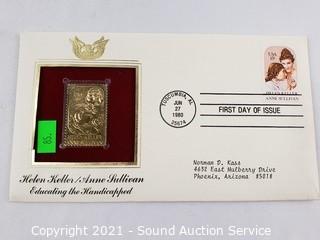 USA 15c
HELEN KELLER
ANNE SULLIVAN
TUSCUMBIA, AL
JUN
27
1980
35674
FIRST DAY OF ISSUE
85.
Norman D. Kass
4632 East Mulberry Drive
Phoenix, Arizona 85018
Helen Keller/Anne Sullivan
Educating the Handicapped
Copyright 2021 - Sound Auction Service